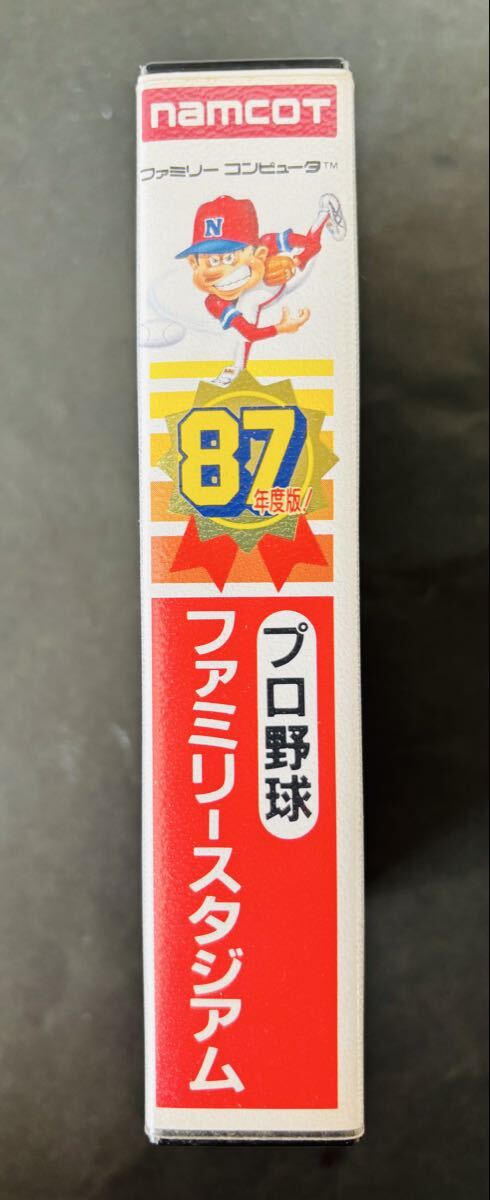 namcoT
ファミリー コンピュータ™
N
87
年度版!
プロ野球
ファミリースタジアム